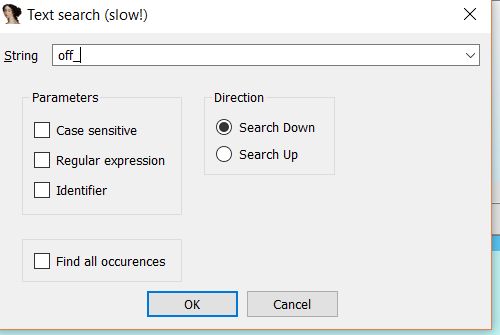 Text search (slow!)
String off_
Parameters
Case sensitive
Regular expression
Identifier
Direction
Search Down
Search Up
Find all occurences
OK Cancel